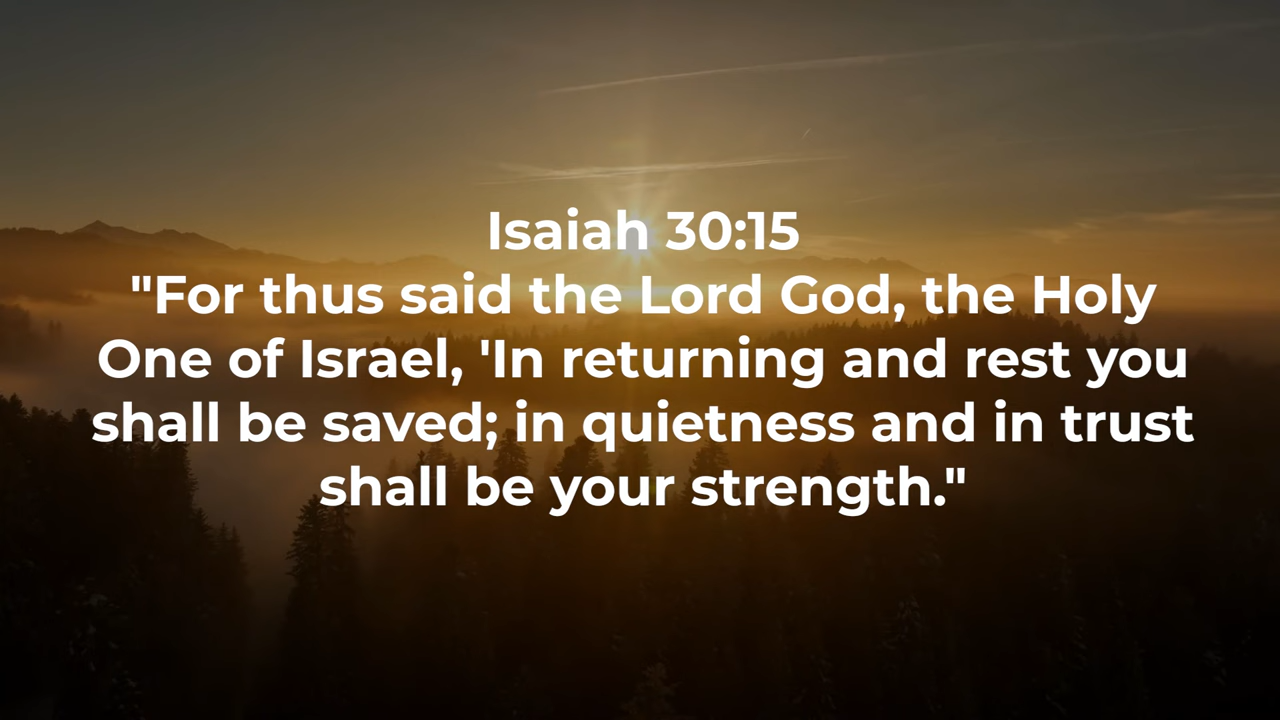 Isaiah 30:15
"For thus said the Lord God, the Holy
One of Israel, 'In returning and rest you
shall be saved; in quietness and in trust
shall be your strength."